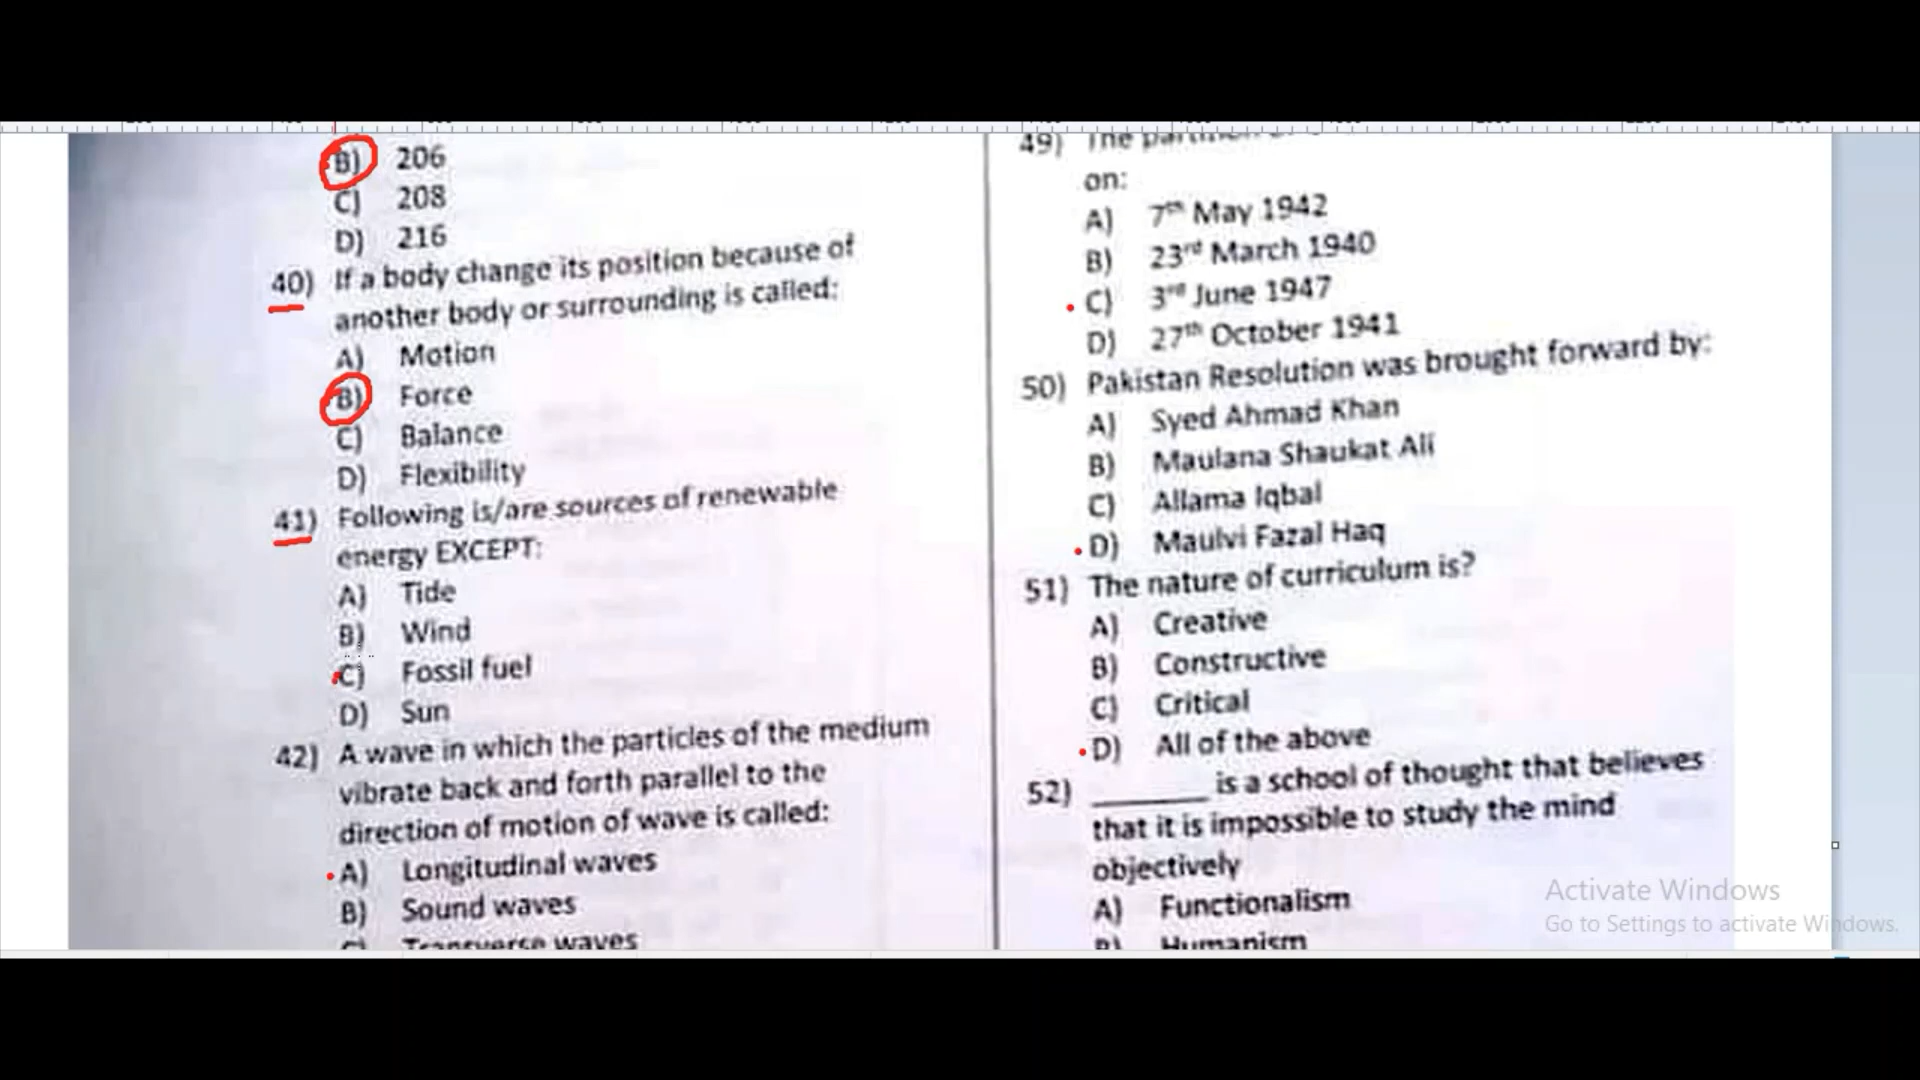 B) 206
C) 208
D) 216
40) If a body change its position because of
another body or surrounding is called:
A) Motion
B) Force
C) Balance
D) Flexibility
41) Following is/are sources of renewable
energy EXCEPT:
A) Tide
B) Wind
C) Fossil fuel
D) Sun
42) A wave in which the particles of the medium
vibrate back and forth parallel to the
direction of motion of wave is called:
A) Longitudinal waves
B) Sound waves
C) Transverse waves
49) The
on:
A) 7th May 1942
B) 23rd March 1940
C) 3rd June 1947
D) 27th October 1941
50) Pakistan Resolution was brought forward by:
A) Syed Ahmad Khan
B) Maulana Shaukat Ali
C) Allama Iqbal
D) Maulvi Fazal Haq
51) The nature of curriculum is?
A) Creative
B) Constructive
C) Critical
D) All of the above
52) ________ is a school of thought that believes
that it is impossible to study the mind
objectively
A) Functionalism
B) Humanism
Activate Windows
Go to Settings to activate Windows.